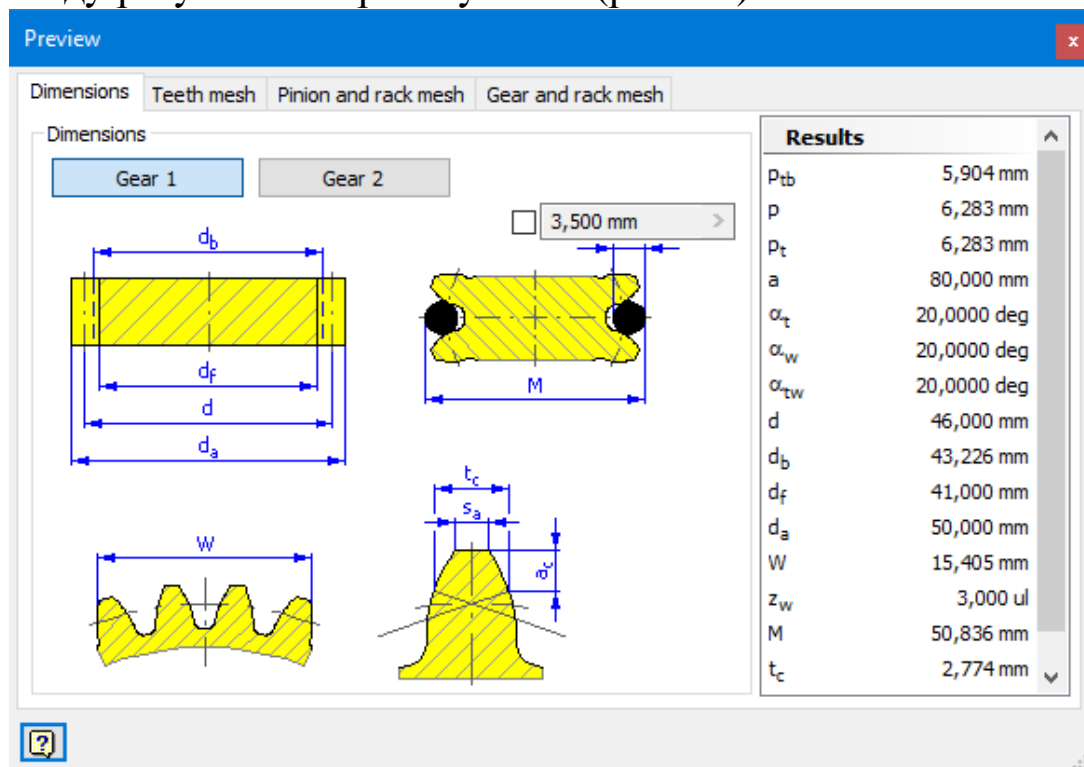 Preview
x
Dimensions Teeth mesh Pinion and rack mesh Gear and rack mesh
Dimensions
Gear 1 Gear 2
3,500 mm
d_b
d_f
d
d_a
M
W
t_c
s_a
a_c
Results
p_tb 5,904 mm
p 6,283 mm
p_t 6,283 mm
a 80,000 mm
α_t 20,0000 deg
α_w 20,0000 deg
α_tw 20,0000 deg
d 46,000 mm
d_b 43,226 mm
d_f 41,000 mm
d_a 50,000 mm
W 15,405 mm
z_w 3,000 ul
M 50,836 mm
t_c 2,774 mm
?